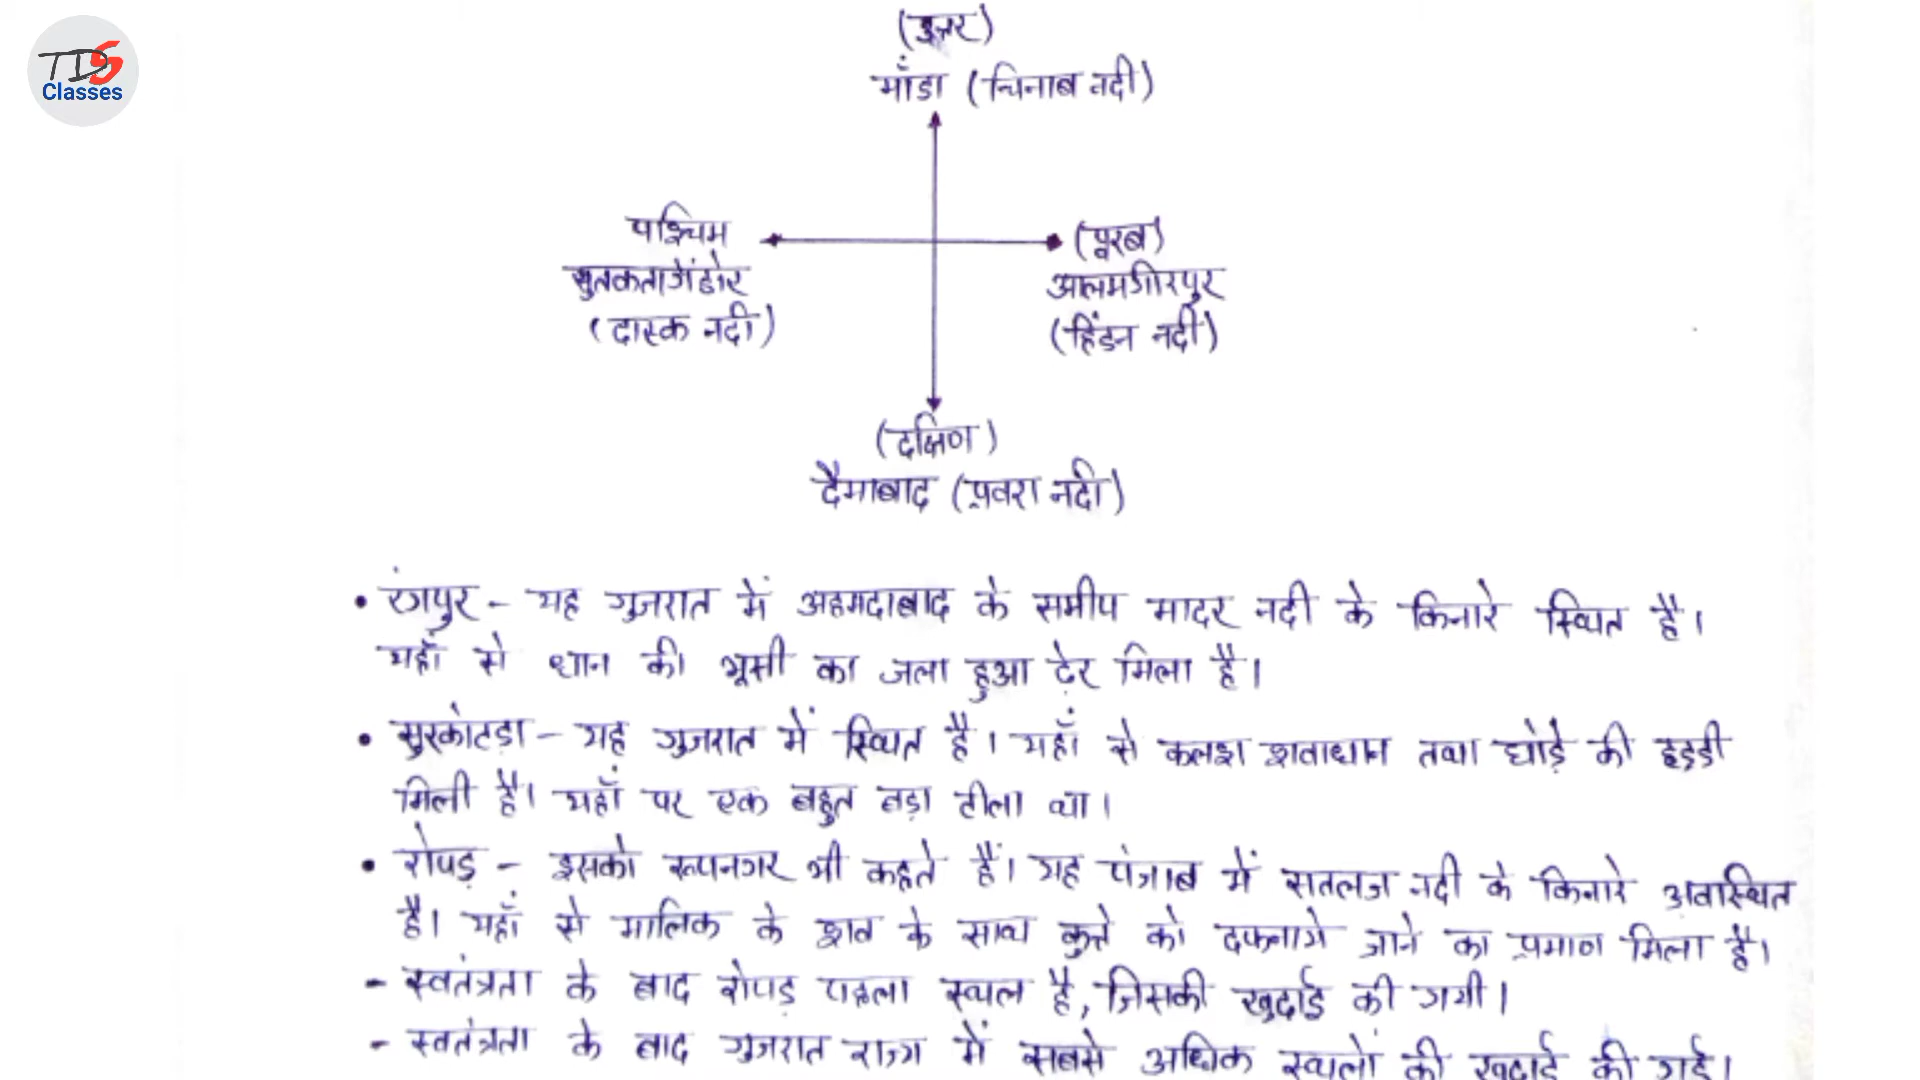 TDS
Classes
(उत्तर)
माँडा (चिनाब नदी)
पश्चिम
(पूरब)
सुतकताजेंडोर
आलमगीरपुर
(दास्क नदी)
(हिंडन नदी)
(दक्षिण)
दैमाबाद (प्रवरा नदी)
• रंगपुर - यह गुजरात में अहमदाबाद के समीप मादर नदी के किनारे स्थित है।
यहाँ से धान की भूसी का जला हुआ ढ़ेर मिला है।
• सुरकोटड़ा - यह गुजरात में स्थित है। यहाँ से कलश शवाधान तथा घोड़े की हड्डी
मिली है। यहाँ पर एक बहुत बड़ा टीला था।
• रोपड़ - इसको रूपनगर भी कहते हैं। यह पंजाब में सतलज नदी के किनारे अवस्थित
है। यहाँ से मालिक के शव के साथ कुत्ते को दफनाये जाने का प्रमाण मिला है।
- स्वतंत्रता के बाद रोपड़ पहला स्थल है, जिसकी खुदाई की गयी।
- स्वतंत्रता के बाद गुजरात राज्य में सबसे अधिक स्थलों की खुदाई की गई।